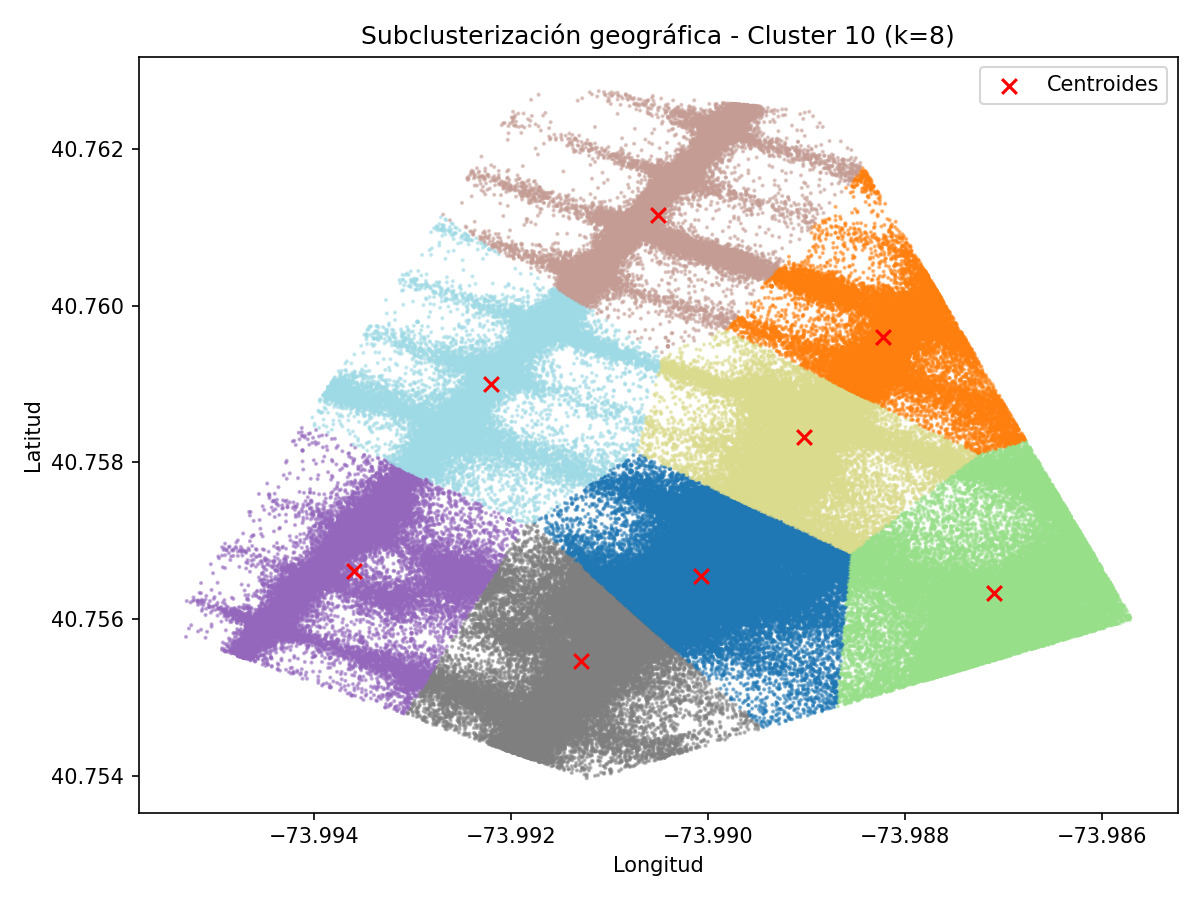 Subclusterización geográfica - Cluster 10 (k=8)
Centroides
40.762
40.760
40.758
40.756
40.754
Latitud
−73.994
−73.992
−73.990
−73.988
−73.986
Longitud